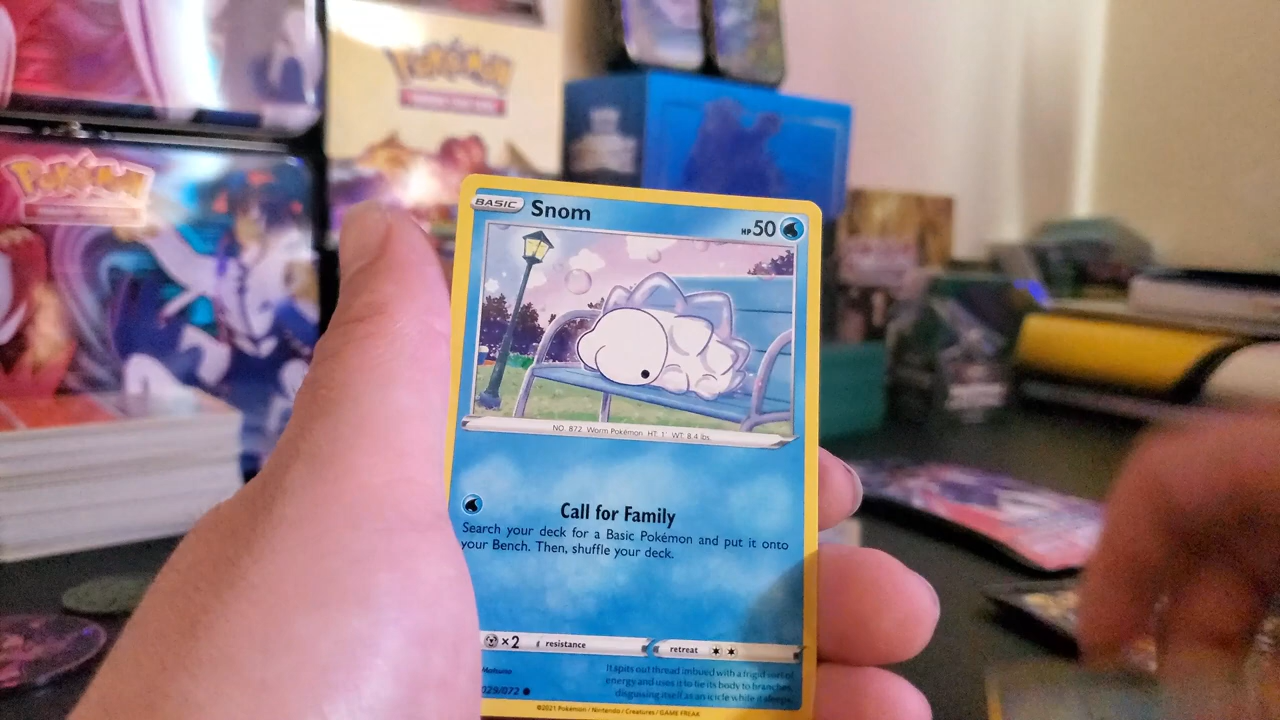 Pokémon
Pokémon
BASIC
Snom
HP 50
NO. 872 Worm Pokémon HT: 1' WT: 8.4 lbs.
Call for Family
Search your deck for a Basic Pokémon and put it onto
your Bench. Then, shuffle your deck.
×2
resistance
retreat
It spits out thread imbued with a frigid sort of
energy and uses it to tie its body to branches,
disguising itself as an icicle while it sleeps.
029/072
©2021 Pokémon / Nintendo / Creatures / GAME FREAK